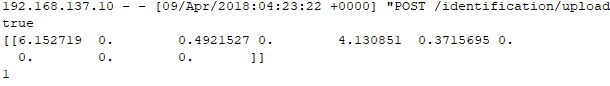 192.168.137.10 - - [09/Apr/2018:04:23:22 +0000] "POST /identification/upload
true
[[6.152719 0. 0.4921527 0. 4.130851 0.3715695 0.
0. 0. 0. ]]
1